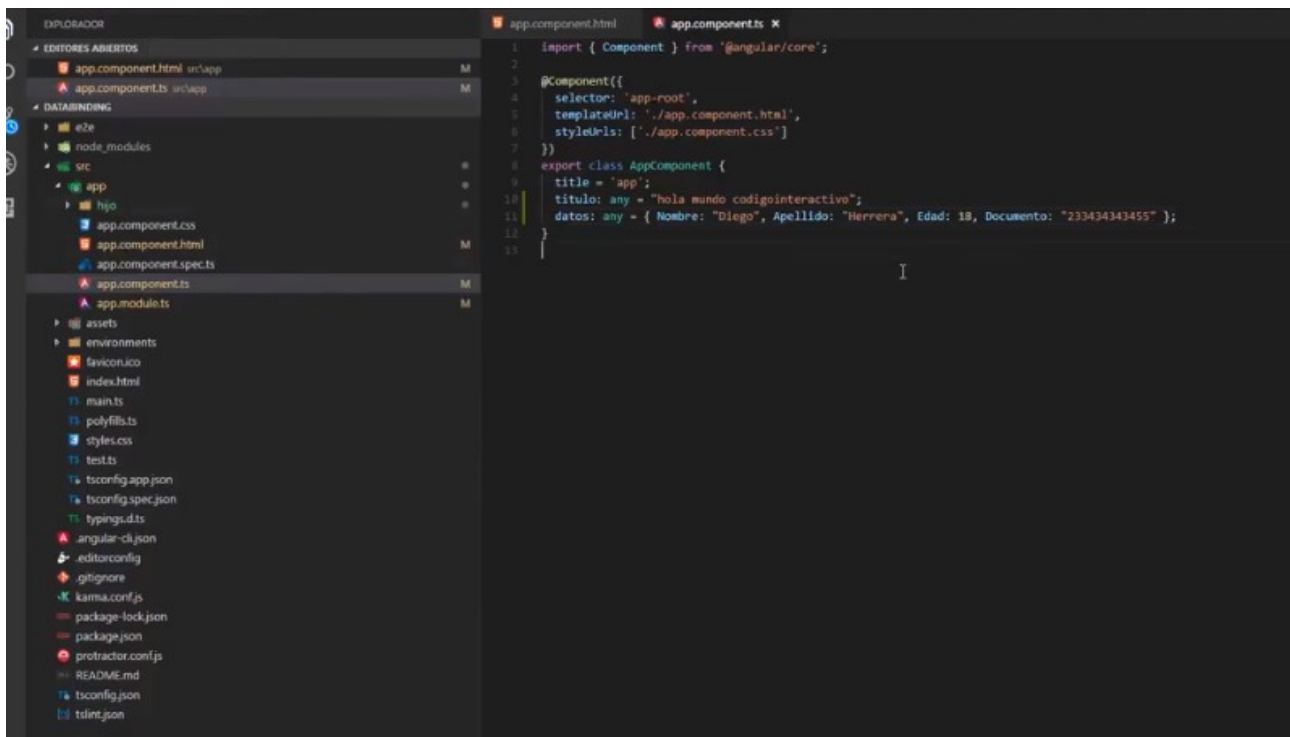 EXPLORADOR
EDITORES ABIERTOS
app.component.html src\app M
app.component.ts src\app M
DATABINDING
e2e
node_modules
src
app
hijo
app.component.css
app.component.html M
app.component.spec.ts
app.component.ts M
app.module.ts M
assets
environments
favicon.ico
index.html
TS main.ts
TS polyfills.ts
styles.css
TS test.ts
tsconfig.app.json
tsconfig.spec.json
TS typings.d.ts
.angular-cli.json
.editorconfig
.gitignore
karma.conf.js
package-lock.json
package.json
protractor.conf.js
README.md
tsconfig.json
tslint.json
app.component.html app.component.ts ×
1 import { Component } from '@angular/core';
2
3 @Component({
4 selector: 'app-root',
5 templateUrl: './app.component.html',
6 styleUrls: ['./app.component.css']
7 })
8 export class AppComponent {
9 title = 'app';
10 titulo: any = "hola mundo codigointeractivo";
11 datos: any = { Nombre: "Diego", Apellido: "Herrera", Edad: 18, Documento: "233434343455" };
12 }
13